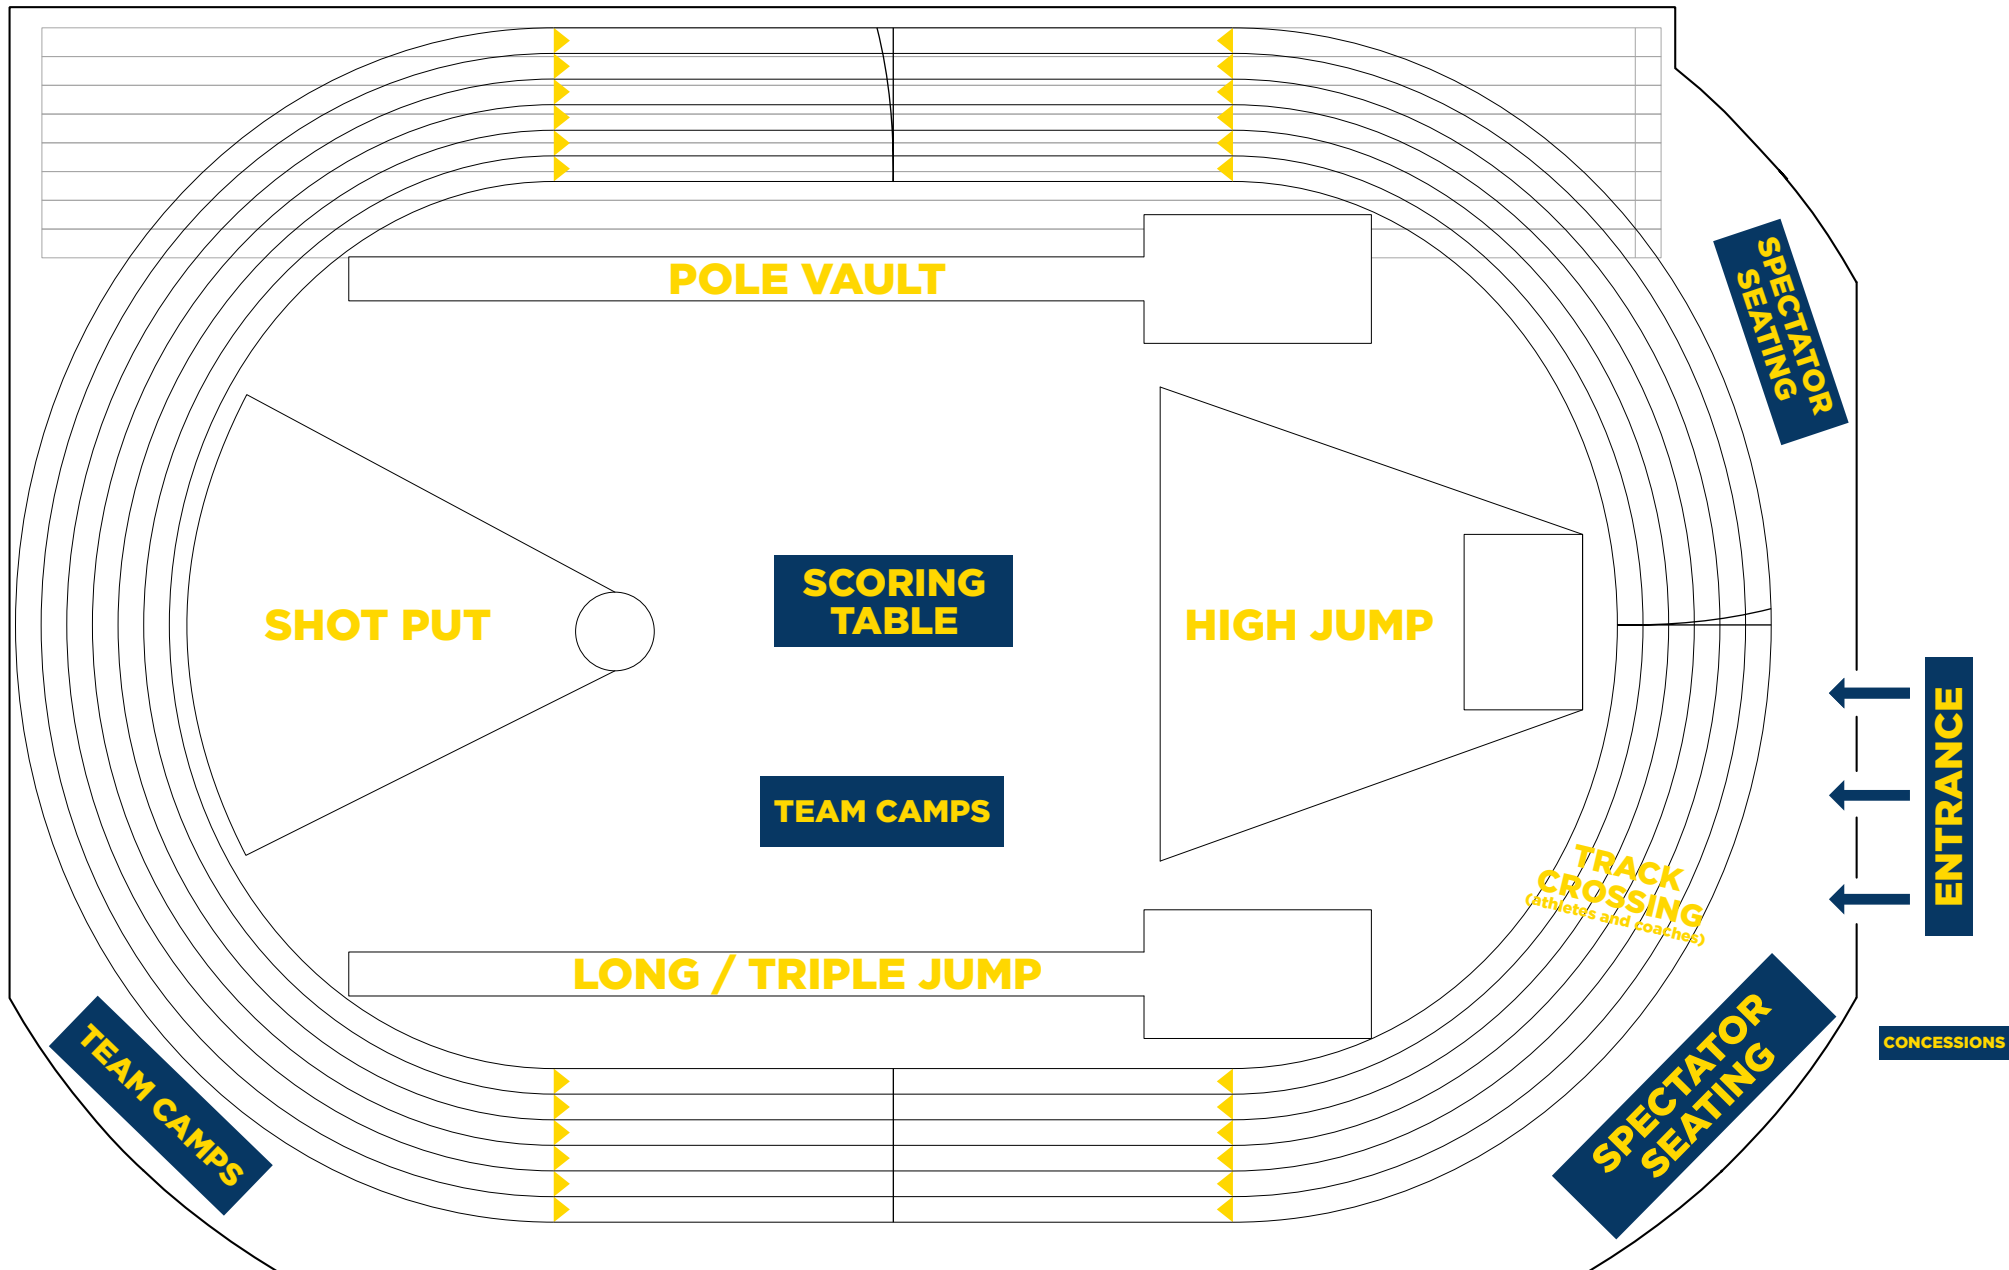 POLE VAULT
SPECTATOR
SEATING
SCORING
TABLE
SHOT PUT
HIGH JUMP
ENTRANCE
TEAM CAMPS
TRACK
CROSSING
(athletes and coaches)
LONG / TRIPLE JUMP
SPECTATOR
SEATING
CONCESSIONS
TEAM CAMPS